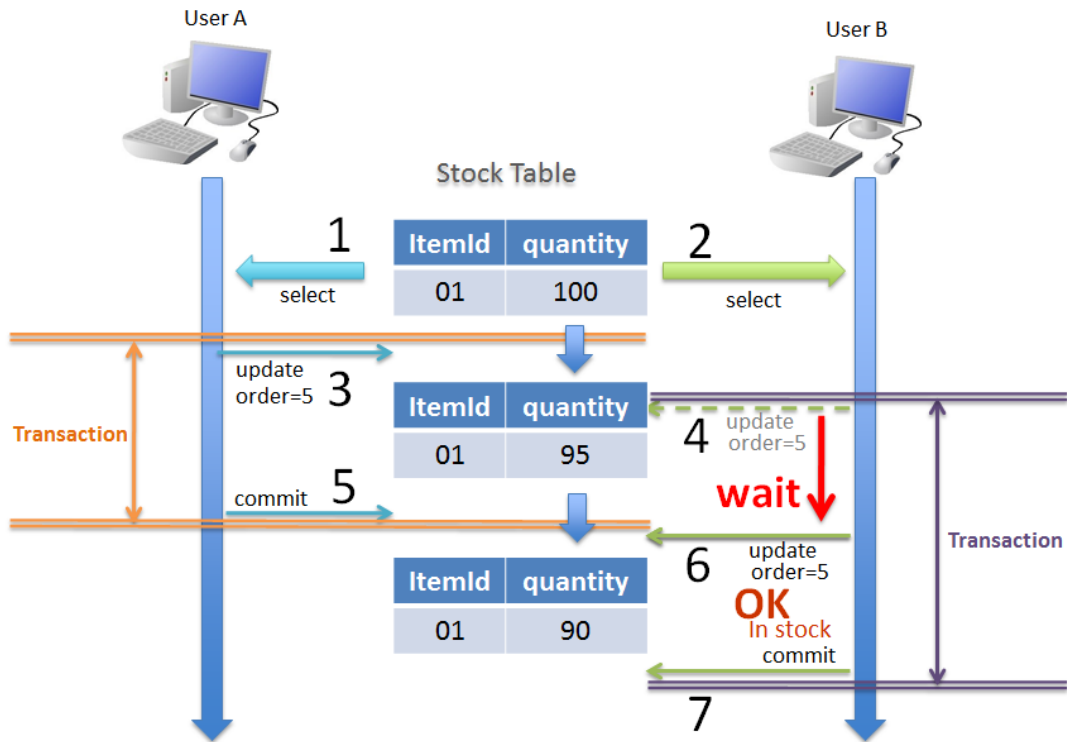 User A
User B
Stock Table
1
ItemId quantity
2
select
01 100
select
update
order=5
3
ItemId quantity
Transaction
01 95
4
update
order=5
wait
commit
5
Transaction
6
update
order=5
ItemId quantity
OK
01 90
In stock
commit
7